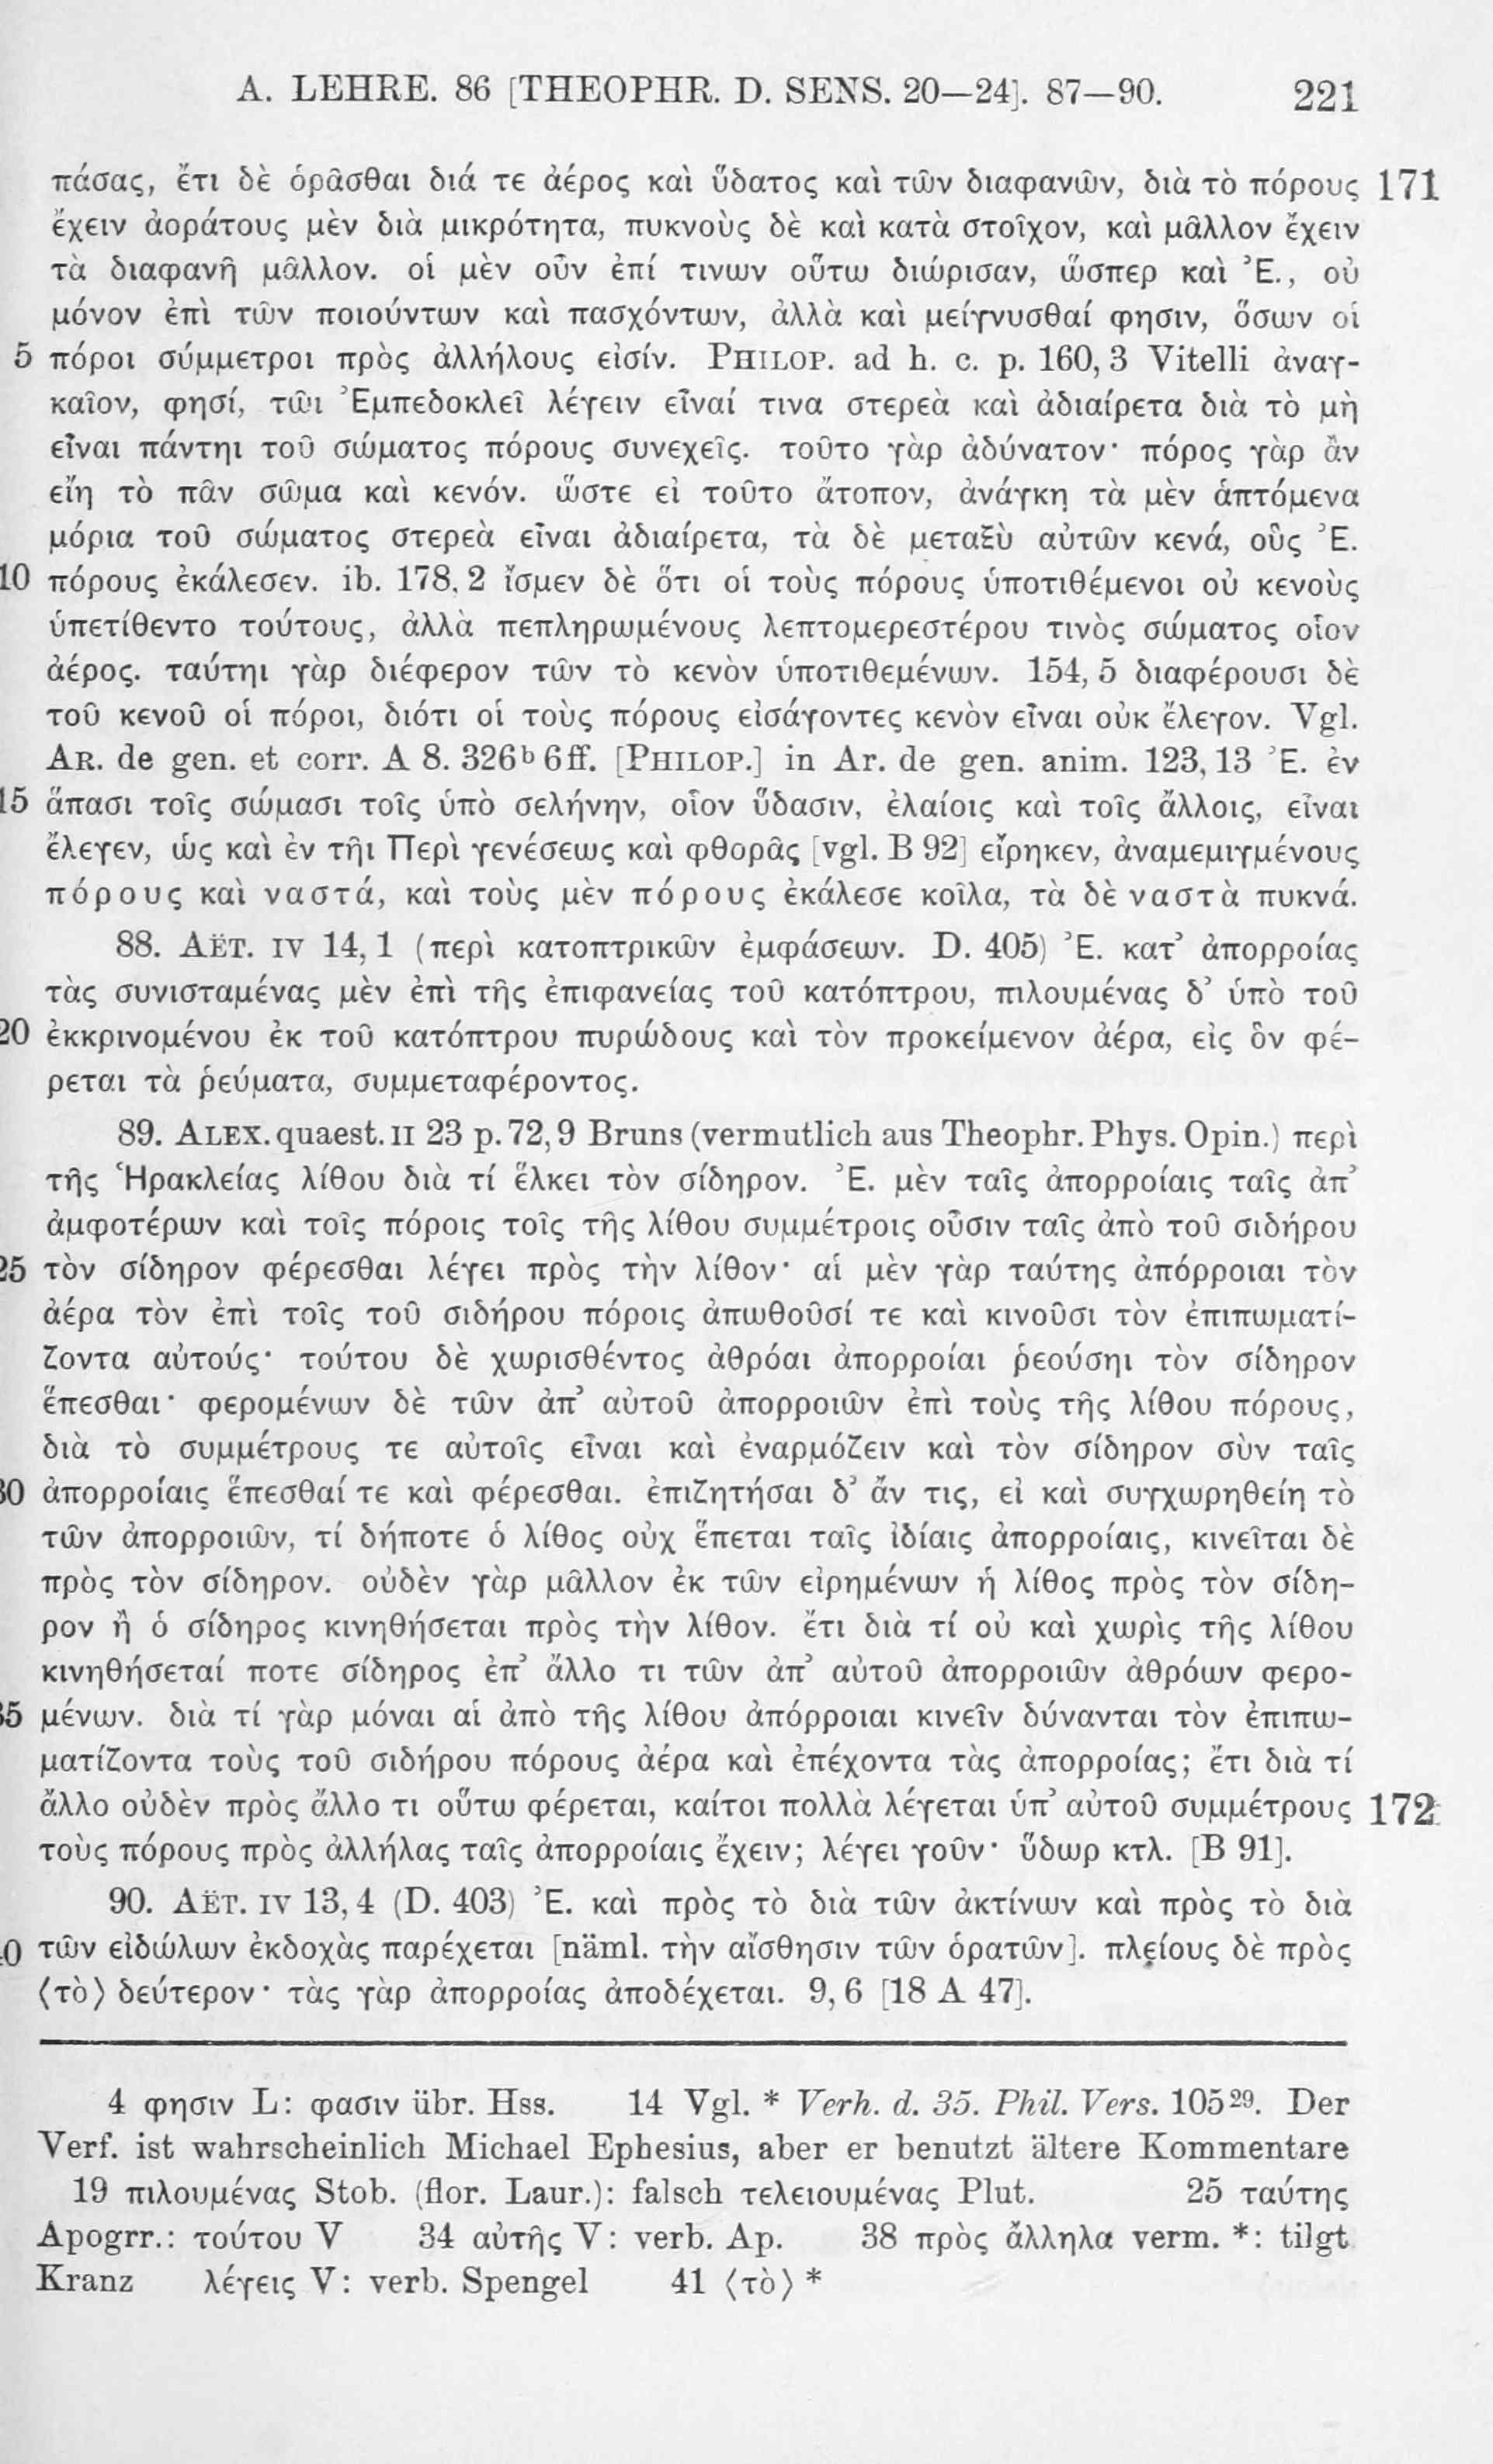 A. LEHRE. 86 [THEOPHR. D. SENS. 20—24]. 87—90. 221
πάσας, ἔτι δὲ ὁρᾶσθαι διά τε ἀέρος καὶ ὕδατος καὶ τῶν διαφανῶν, διὰ τὸ πόρους 171
ἔχειν ἀοράτους μὲν διὰ μικρότητα, πυκνοὺς δὲ καὶ κατὰ στοῖχον, καὶ μᾶλλον ἔχειν
τὰ διαφανῆ μᾶλλον. οἱ μὲν οὖν ἐπί τινων οὕτω διώρισαν, ὥσπερ καὶ Ἐ., οὐ
μόνον ἐπὶ τῶν ποιούντων καὶ πασχόντων, ἀλλὰ καὶ μείγνυσθαί φησιν, ὅσων οἱ
5 πόροι σύμμετροι πρὸς ἀλλήλους εἰσίν. PHILOP. ad h. c. p. 160, 3 Vitelli ἀναγ-
καῖον, φησί, τῶι Ἐμπεδοκλεῖ λέγειν εἶναί τινα στερεὰ καὶ ἀδιαίρετα διὰ τὸ μὴ
εἶναι πάντηι τοῦ σώματος πόρους συνεχεῖς. τοῦτο γὰρ ἀδύνατον· πόρος γὰρ ἂν
εἴη τὸ πᾶν σῶμα καὶ κενόν. ὥστε εἰ τοῦτο ἄτοπον, ἀνάγκη τὰ μὲν ἁπτόμενα
μόρια τοῦ σώματος στερεὰ εἶναι ἀδιαίρετα, τὰ δὲ μεταξὺ αὐτῶν κενά, οὓς Ἐ.
10 πόρους ἐκάλεσεν. ib. 178, 2 ἴσμεν δὲ ὅτι οἱ τοὺς πόρους ὑποτιθέμενοι οὐ κενοὺς
ὑπετίθεντο τούτους, ἀλλὰ πεπληρωμένους λεπτομερεστέρου τινὸς σώματος οἷον
ἀέρος. ταύτηι γὰρ διέφερον τῶν τὸ κενὸν ὑποτιθεμένων. 154, 5 διαφέρουσι δὲ
τοῦ κενοῦ οἱ πόροι, διότι οἱ τοὺς πόρους εἰσάγοντες κενὸν εἶναι οὐκ ἔλεγον. Vgl.
AR. de gen. et corr. A 8. 326ᵇ 6 ff. [PHILOP.] in Ar. de gen. anim. 123, 13 Ἐ. ἐν
15 ἅπασι τοῖς σώμασι τοῖς ὑπὸ σελήνην, οἷον ὕδασιν, ἐλαίοις καὶ τοῖς ἄλλοις, εἶναι
ἔλεγεν, ὡς καὶ ἐν τῆι Περὶ γενέσεως καὶ φθορᾶς [vgl. B 92] εἴρηκεν, ἀναμεμιγμένους
πόρους καὶ ναστά, καὶ τοὺς μὲν πόρους ἐκάλεσε κοῖλα, τὰ δὲ ναστὰ πυκνά.
88. AËT. IV 14, 1 (περὶ κατοπτρικῶν ἐμφάσεων. D. 405) Ἐ. κατ’ ἀπορροίας
τὰς συνισταμένας μὲν ἐπὶ τῆς ἐπιφανείας τοῦ κατόπτρου, πιλουμένας δ’ ὑπὸ τοῦ
20 ἐκκρινομένου ἐκ τοῦ κατόπτρου πυρώδους καὶ τὸν προκείμενον ἀέρα, εἰς ὃν φέ-
ρεται τὰ ῥεύματα, συμμεταφέροντος.
89. ALEX. quaest. II 23 p. 72, 9 Bruns (vermutlich aus Theophr. Phys. Opin.) περὶ
τῆς Ἡρακλείας λίθου διὰ τί ἕλκει τὸν σίδηρον. Ἐ. μὲν ταῖς ἀπορροίαις ταῖς ἀπ’
ἀμφοτέρων καὶ τοῖς πόροις τοῖς τῆς λίθου συμμέτροις οὖσιν ταῖς ἀπὸ τοῦ σιδήρου
25 τὸν σίδηρον φέρεσθαι λέγει πρὸς τὴν λίθον· αἱ μὲν γὰρ ταύτης ἀπόρροιαι τὸν
ἀέρα τὸν ἐπὶ τοῖς τοῦ σιδήρου πόροις ἀπωθοῦσί τε καὶ κινοῦσι τὸν ἐπιπωματί-
ζοντα αὐτούς· τούτου δὲ χωρισθέντος ἀθρόαι ἀπορροίαι ῥεούσηι τὸν σίδηρον
ἕπεσθαι· φερομένων δὲ τῶν ἀπ’ αὐτοῦ ἀπορροιῶν ἐπὶ τοὺς τῆς λίθου πόρους,
διὰ τὸ συμμέτρους τε αὐτοῖς εἶναι καὶ ἐναρμόζειν καὶ τὸν σίδηρον σὺν ταῖς
30 ἀπορροίαις ἕπεσθαί τε καὶ φέρεσθαι. ἐπιζητήσαι δ’ ἄν τις, εἰ καὶ συγχωρηθείη τὸ
τῶν ἀπορροιῶν, τί δήποτε ὁ λίθος οὐχ ἕπεται ταῖς ἰδίαις ἀπορροίαις, κινεῖται δὲ
πρὸς τὸν σίδηρον. οὐδὲν γὰρ μᾶλλον ἐκ τῶν εἰρημένων ἡ λίθος πρὸς τὸν σίδη-
ρον ἢ ὁ σίδηρος κινηθήσεται πρὸς τὴν λίθον. ἔτι διὰ τί οὐ καὶ χωρὶς τῆς λίθου
κινηθήσεταί ποτε σίδηρος ἐπ’ ἄλλο τι τῶν ἀπ’ αὐτοῦ ἀπορροιῶν ἀθρόων φερο-
35 μένων. διὰ τί γὰρ μόναι αἱ ἀπὸ τῆς λίθου ἀπόρροιαι κινεῖν δύνανται τὸν ἐπιπω-
ματίζοντα τοὺς τοῦ σιδήρου πόρους ἀέρα καὶ ἐπέχοντα τὰς ἀπορροίας; ἔτι διὰ τί
ἄλλο οὐδὲν πρὸς ἄλλο τι οὕτω φέρεται, καίτοι πολλὰ λέγεται ὑπ’ αὐτοῦ συμμέτρους 172
τοὺς πόρους πρὸς ἀλλήλας ταῖς ἀπορροίαις ἔχειν; λέγει γοῦν· ὕδωρ κτλ. [B 91].
90. AËT. IV 13, 4 (D. 403) Ἐ. καὶ πρὸς τὸ διὰ τῶν ἀκτίνων καὶ πρὸς τὸ διὰ
40 τῶν εἰδώλων ἐκδοχὰς παρέχεται [näml. τὴν αἴσθησιν τῶν ὁρατῶν]. πλείους δὲ πρὸς
⟨τὸ⟩ δεύτερον· τὰς γὰρ ἀπορροίας ἀποδέχεται. 9, 6 [18 A 47].
4 φησιν L: φασιν übr. Hss. 14 Vgl. * Verh. d. 35. Phil. Vers. 105²⁹. Der
Verf. ist wahrscheinlich Michael Ephesius, aber er benutzt ältere Kommentare
19 πιλουμένας Stob. (flor. Laur.): falsch τελειουμένας Plut. 25 ταύτης
Apogrr.: τούτου V 34 αὐτῆς V: verb. Ap. 38 πρὸς ἄλληλα verm. *: tilgt
Kranz λέγεις V: verb. Spengel 41 ⟨τὸ⟩ *